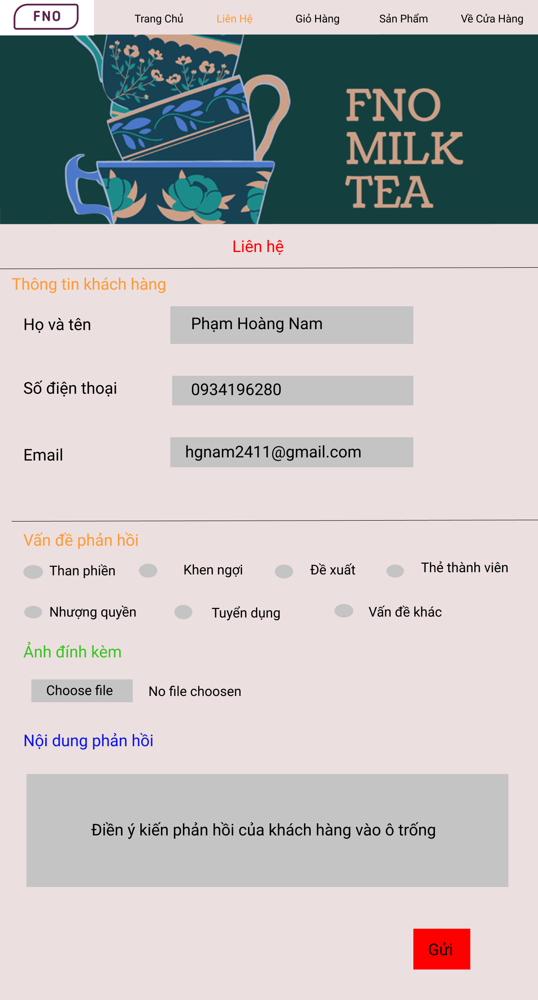 FNO
Trang Chủ
Liên Hệ
Giỏ Hàng
Sản Phẩm
Về Cửa Hàng
FNO
MILK
TEA
Liên hệ
Thông tin khách hàng
Họ và tên
Phạm Hoàng Nam
Số điện thoại
0934196280
Email
hgnam2411@gmail.com
Vấn đề phản hồi
Than phiền
Khen ngợi
Đề xuất
Thẻ thành viên
Nhượng quyền
Tuyển dụng
Vấn đề khác
Ảnh đính kèm
Choose file
No file choosen
Nội dung phản hồi
Điền ý kiến phản hồi của khách hàng vào ô trống
Gửi